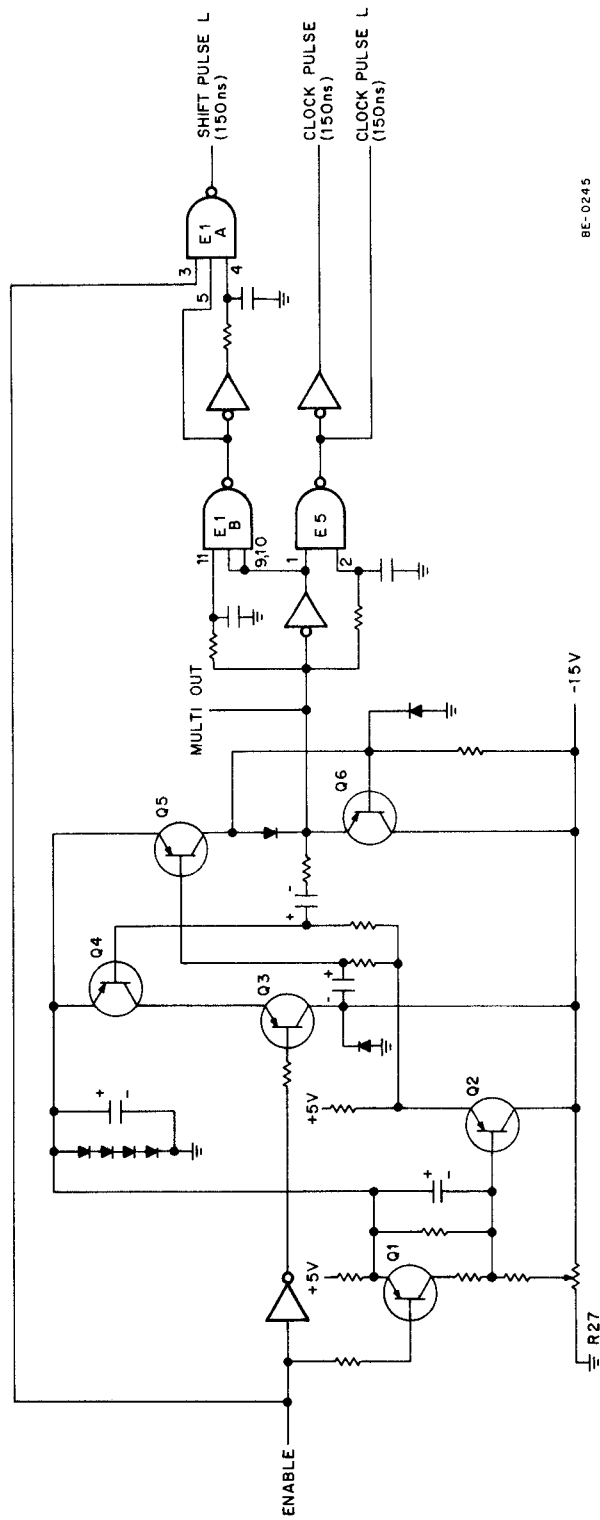 SHIFT PULSE L
(150ns)
CLOCK PULSE
(150ns)
CLOCK PULSE L
(150ns)
3
5
4
E1
A
11
E1
B
9,10
1
2
E5
MULTI OUT
Q5
Q6
Q4
Q3
+
-
+
-
-
+
+
-
+5V
+5V
+
-
Q2
Q1
-15V
R27
ENABLE
BE-0245